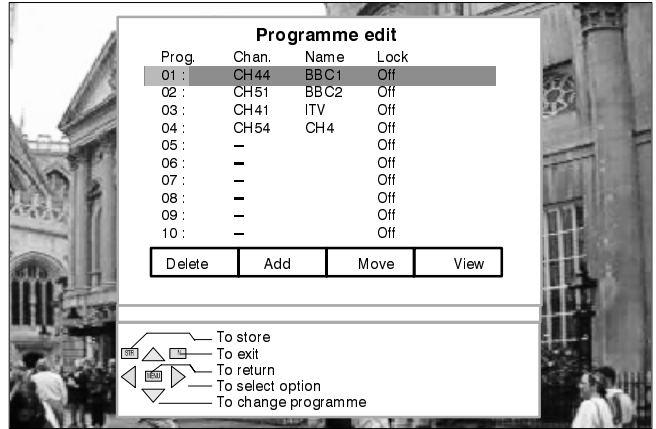 Programme edit
Prog. Chan. Name Lock
01 : CH44 BBC1 Off
02 : CH51 BBC2 Off
03 : CH41 ITV Off
04 : CH54 CH4 Off
05 : – Off
06 : – Off
07 : – Off
08 : – Off
09 : – Off
10 : – Off
Delete Add Move View
To store
STR To exit
MENU To return
To select option
To change programme